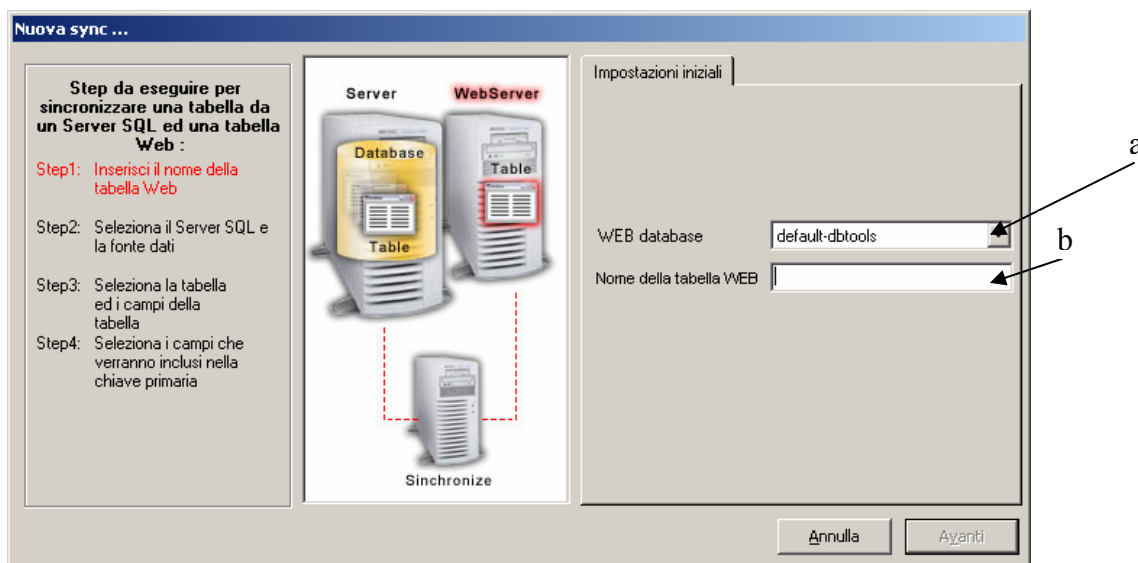 Nuova sync ...
Step da eseguire per
sincronizzare una tabella da
un Server SQL ed una tabella
Web :
Step1: Inserisci il nome della
tabella Web
Step2: Seleziona il Server SQL e
la fonte dati
Step3: Seleziona la tabella
ed i campi della
tabella
Step4: Seleziona i campi che
verranno inclusi nella
chiave primaria
Server WebServer
Database
Table
Table
Sinchronize
Impostazioni iniziali
WEB database default-dbtools
Nome della tabella WEB
a
b
Annulla Avanti